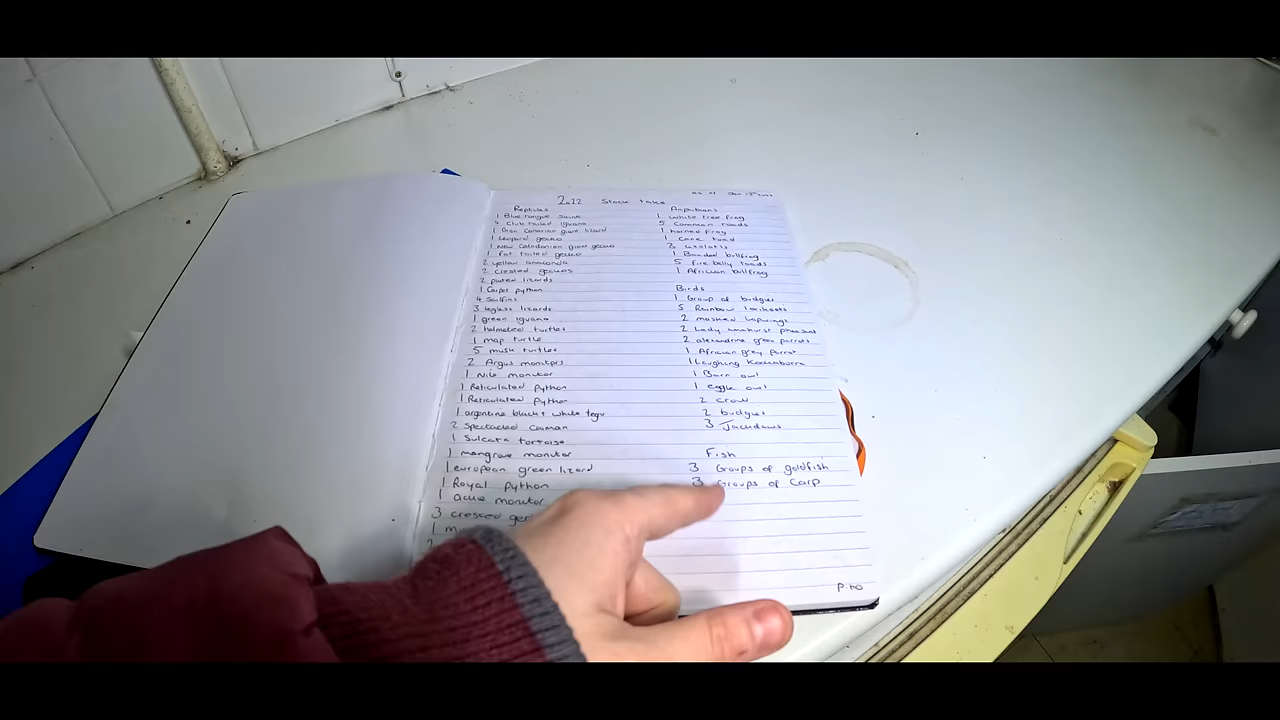 2022 Stock take
Reptiles
1 Blue tongue skink
4 Club tailed iguana
1 Gran Canarian giant lizard
1 leopard gecko
1 New Caledonian giant gecko
1 Fat tailed gecko
2 yellow anaconda
2 Crested geckos
2 plated lizards
1 Carpet python
4 Sailfins
3 legless lizards
1 green iguana
2 helmeted turtles
1 map turtle
5 musk turtles
2 Argus monitors
1 Nile monitor
1 Reticulated Python
1 Reticulated Python
1 argentine black & white tegu
2 Spectacled Caiman
1 Sulcata tortoise
1 mangrove monitor
1 european green lizard
1 Royal python
1 ackie monitor
3 crested
1
2
Amphibians
1 white tree frog
5 Common toads
1 horned frog
1 Cane toad
3 axolotls
1 Banded bullfrog
5 fire belly toads
1 African bullfrog
Birds
1 Group of budgies
5 Rainbow lorikeets
2 masked lapwings
2 Lady amahurst pheasant
2 alexandrine green parrots
1 African grey parrot
1 laughing Kookaburra
1 Barn owl
1 eagle owl
2 crow
2 budgies
3 Jackdaws
Fish
3 Groups of goldfish
3 Groups of Carp
P.TO